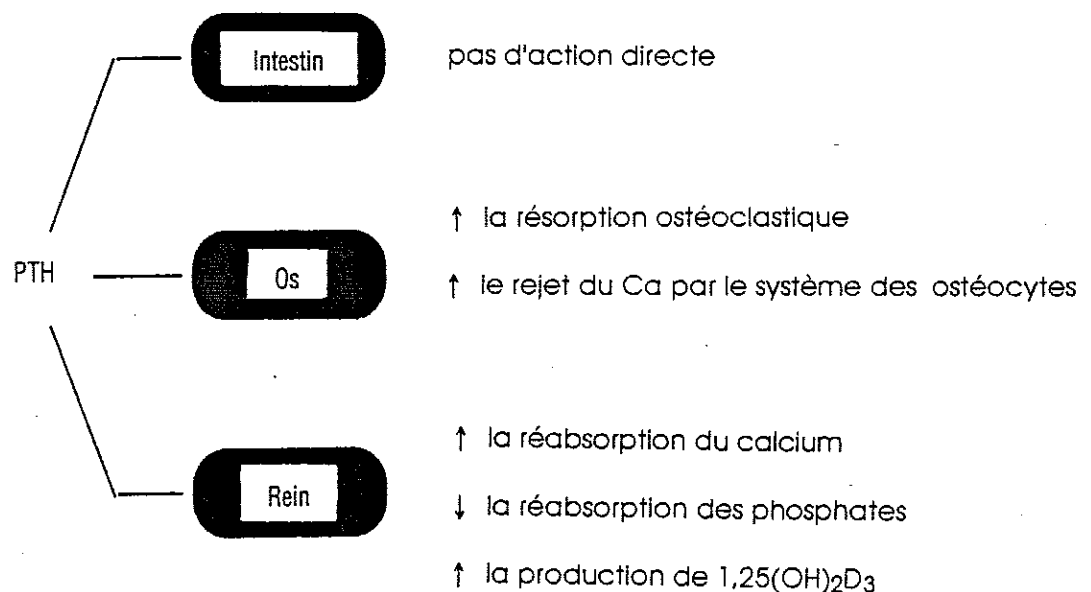 Intestin pas d'action directe
↑ la résorption ostéoclastique
PTH Os ↑ le rejet du Ca par le système des ostéocytes
↑ la réabsorption du calcium
Rein ↓ la réabsorption des phosphates
↑ la production de 1,25(OH)₂D₃